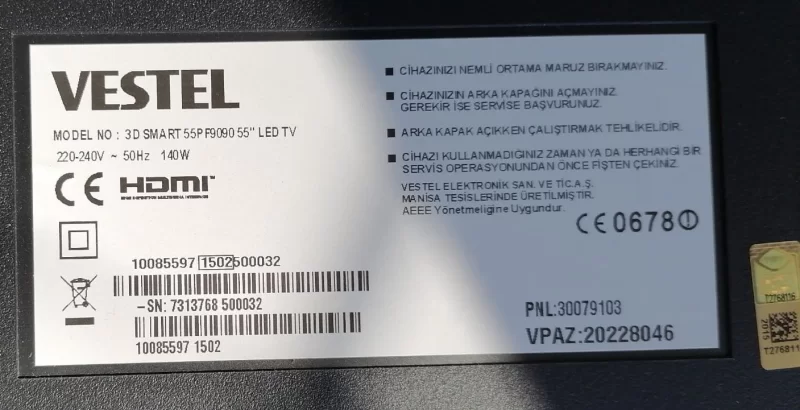 VESTEL
MODEL NO : 3D SMART 55PF9090 55" LED TV
220-240V ~ 50Hz 140W
CE HDMI
10085597 1502500032
-SN: 7313768 500032
10085597 1502
CİHAZINIZI NEMLİ ORTAMA MARUZ BIRAKMAYINIZ.
CİHAZINIZIN ARKA KAPAĞINI AÇMAYINIZ.
GEREKİR İSE SERVİSE BAŞVURUNUZ.
ARKA KAPAK AÇIKKEN ÇALIŞTIRMAK TEHLİKELİDİR.
CİHAZI KULLANMADIĞINIZ ZAMAN YA DA HERHANGİ BİR
SERVİS OPERASYONUNDAN ÖNCE FİŞTEN ÇEKİNİZ.
VESTEL ELEKTRONİK SAN. VE TİC.A.Ş.
MANİSA TESİSLERİNDE ÜRETİLMİŞTİR.
AEEE Yönetmeligine Uygundur.
CE0678
PNL:30079103
VPAZ:20228046
T2768116
2015